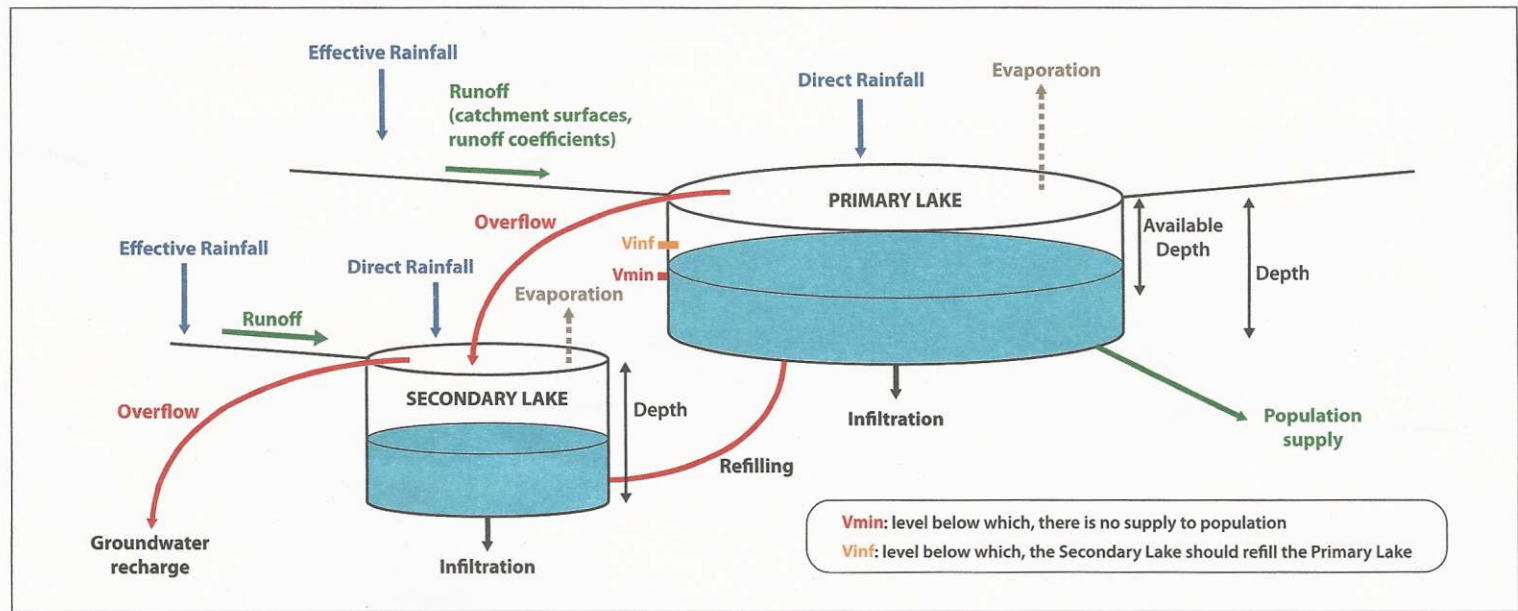 Effective Rainfall
Runoff
(catchment surfaces,
runoff coefficients)
Direct Rainfall
Evaporation
PRIMARY LAKE
Overflow
Vinf
Vmin
Available
Depth
Depth
Effective Rainfall
Direct Rainfall
Evaporation
Runoff
SECONDARY LAKE
Depth
Overflow
Refilling
Infiltration
Population
supply
Groundwater
recharge
Infiltration
Vmin: level below which, there is no supply to population
Vinf: level below which, the Secondary Lake should refill the Primary Lake